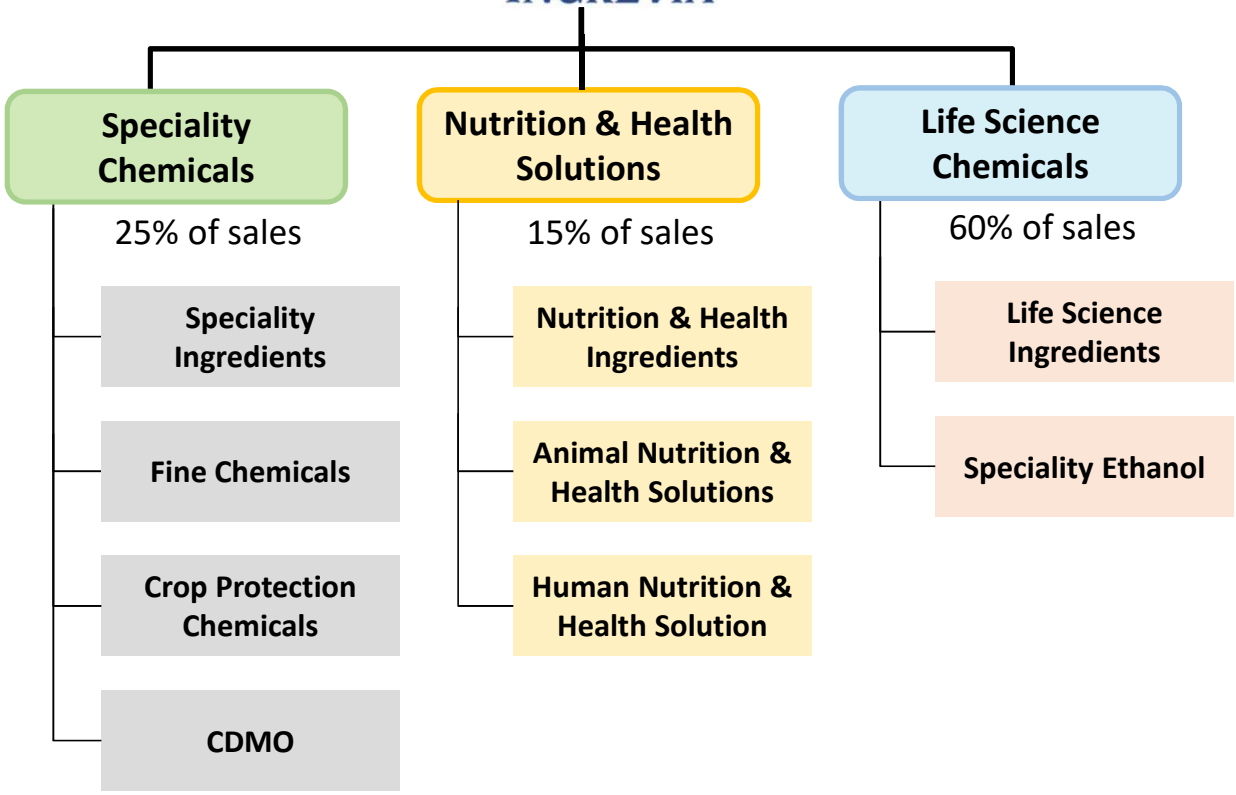 INGREVIA
Speciality
Chemicals
25% of sales
Speciality
Ingredients
Fine Chemicals
Crop Protection
Chemicals
CDMO
Nutrition & Health
Solutions
15% of sales
Nutrition & Health
Ingredients
Animal Nutrition &
Health Solutions
Human Nutrition &
Health Solution
Life Science
Chemicals
60% of sales
Life Science
Ingredients
Speciality Ethanol